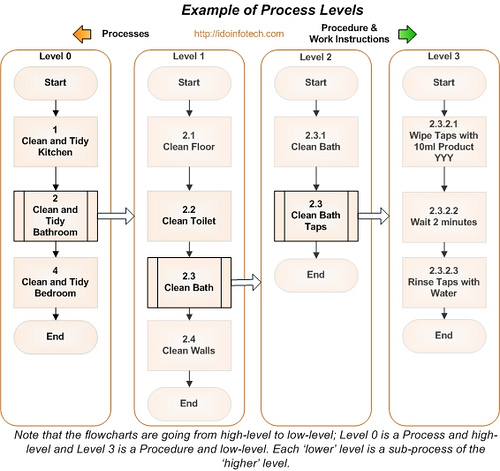 Example of Process Levels
Processes
http://idoinfotech.com
Procedure &
Work Instructions
Level 0
Start
1
Clean and Tidy
Kitchen
2
Clean and
Tidy
Bathroom
4
Clean and Tidy
Bedroom
End
Level 1
Start
2.1
Clean Floor
2.2
Clean Toilet
2.3
Clean Bath
2.4
Clean Walls
End
Level 2
Start
2.3.1
Clean Bath
2.3
Clean Bath
Taps
End
Level 3
Start
2.3.2.1
Wipe Taps with
10ml Product
YYY
2.3.2.2
Wait 2 minutes
2.3.2.3
Rinse Taps with
Water
End
Note that the flowcharts are going from high-level to low-level; Level 0 is a Process and high-
level and Level 3 is a Procedure and low-level. Each ‘lower’ level is a sub-process of the
‘higher’ level.